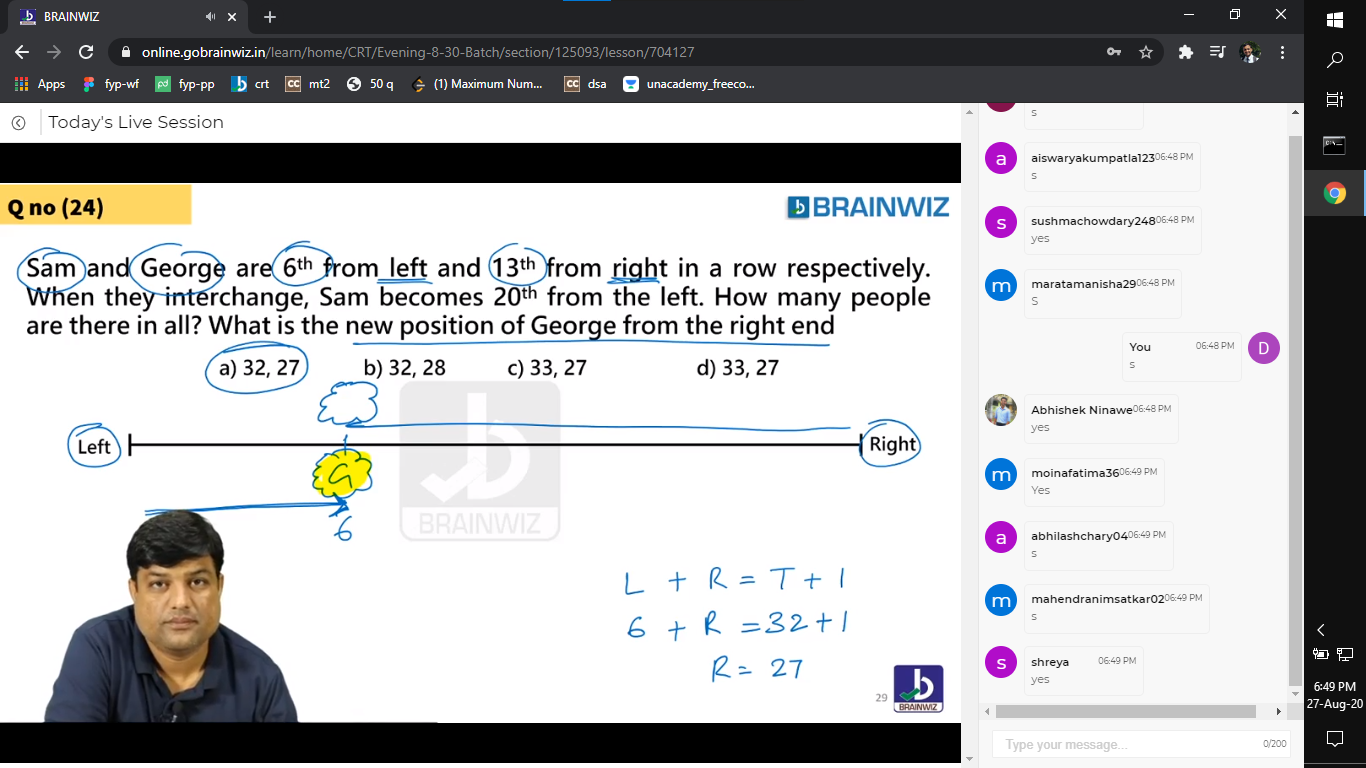 BRAINWIZ
online.gobrainwiz.in/learn/home/CRT/Evening-8-30-Batch/section/125093/lesson/704127
Apps fyp-wf fyp-pp crt mt2 50 q (1) Maximum Num... dsa unacademy_freeco...
Today's Live Session
Q no (24)
BRAINWIZ
Sam and George are 6th from left and 13th from right in a row respectively.
When they interchange, Sam becomes 20th from the left. How many people
are there in all? What is the new position of George from the right end
a) 32, 27 b) 32, 28 c) 33, 27 d) 33, 27
Left Right
G
6
BRAINWIZ
L + R = T + 1
6 + R = 32 + 1
R = 27
29
BRAINWIZ
s
a
aiswaryakumpatla123 06:48 PM
s
s
sushmachowdary248 06:48 PM
yes
m
maratamanisha29 06:48 PM
S
You 06:48 PM
s
D
Abhishek Ninawe 06:48 PM
yes
m
moinafatima36 06:49 PM
Yes
a
abhilashchary04 06:49 PM
s
m
mahendranimsatkar02 06:49 PM
s
s
shreya 06:49 PM
yes
Type your message... 0/200
6:49 PM
27-Aug-20